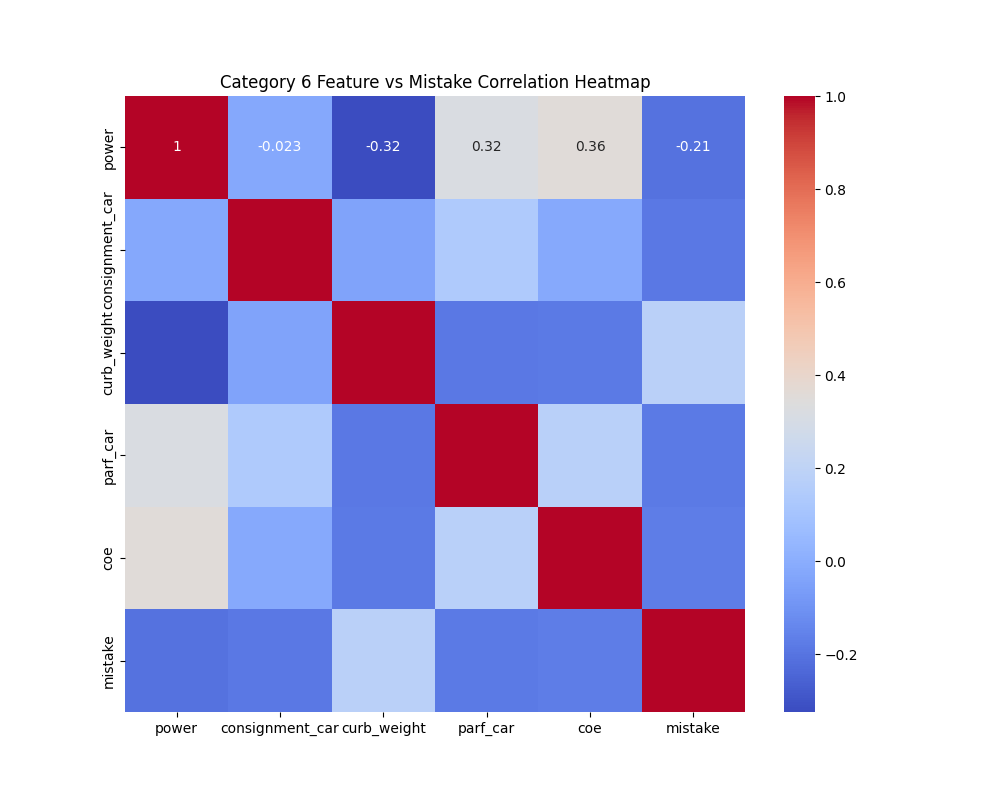 Category 6 Feature vs Mistake Correlation Heatmap
power
1
-0.023
-0.32
0.32
0.36
-0.21
consignment_car
curb_weight
parf_car
coe
mistake
power
consignment_car
curb_weight
parf_car
coe
mistake
1.0
0.8
0.6
0.4
0.2
0.0
−0.2